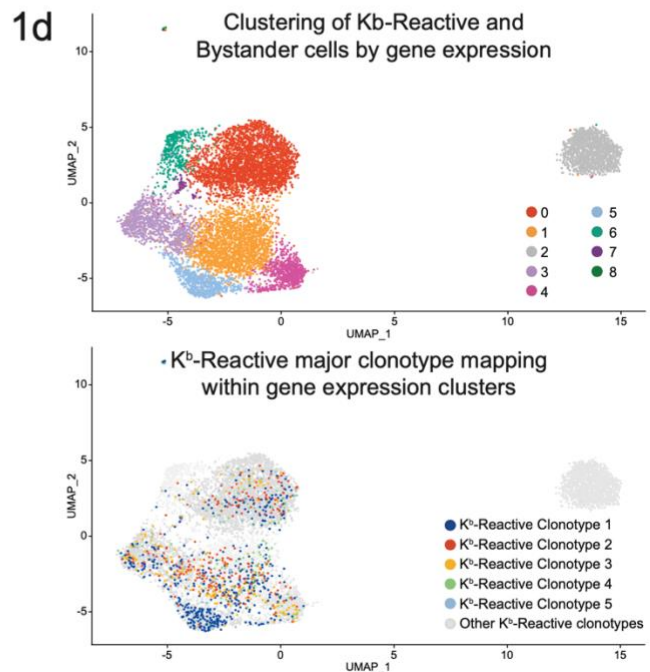 1d
Clustering of Kb-Reactive and
Bystander cells by gene expression
10
5
0
-5
UMAP_2
-5
0
5
10
15
UMAP_1
0
1
2
3
4
5
6
7
8
Kᵇ-Reactive major clonotype mapping
within gene expression clusters
10
5
0
-5
UMAP_2
-5
0
5
10
15
UMAP_1
Kᵇ-Reactive Clonotype 1
Kᵇ-Reactive Clonotype 2
Kᵇ-Reactive Clonotype 3
Kᵇ-Reactive Clonotype 4
Kᵇ-Reactive Clonotype 5
Other Kᵇ-Reactive clonotypes